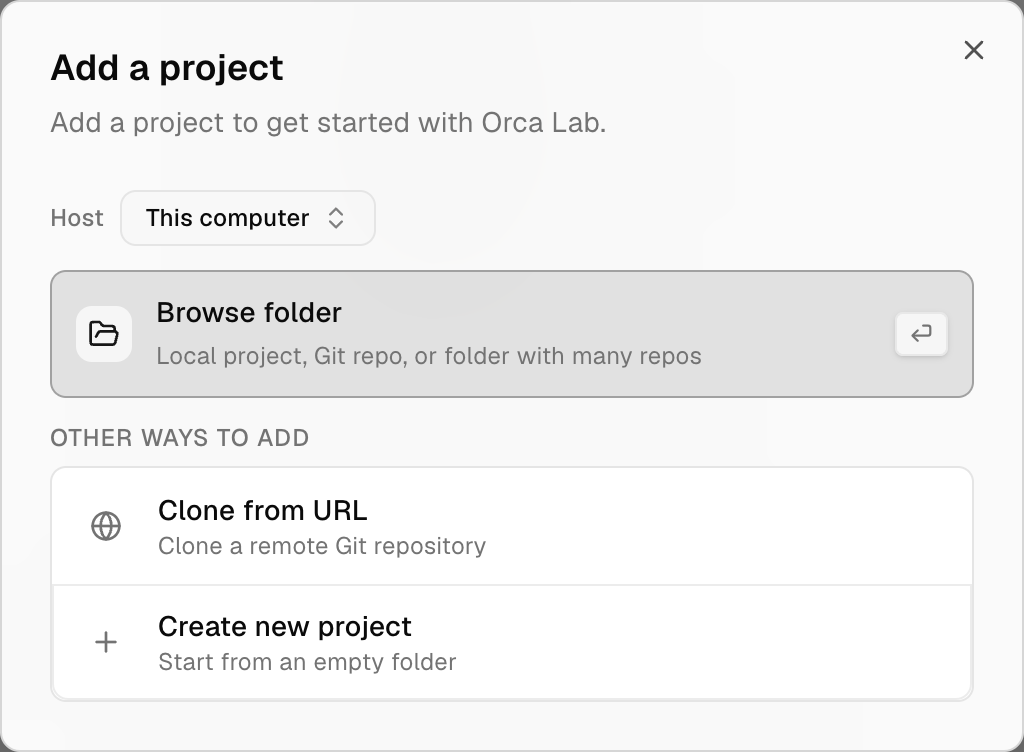 Add a project
Add a project to get started with Orca Lab.
Host
This computer
Browse folder
Local project, Git repo, or folder with many repos
OTHER WAYS TO ADD
Clone from URL
Clone a remote Git repository
Create new project
Start from an empty folder